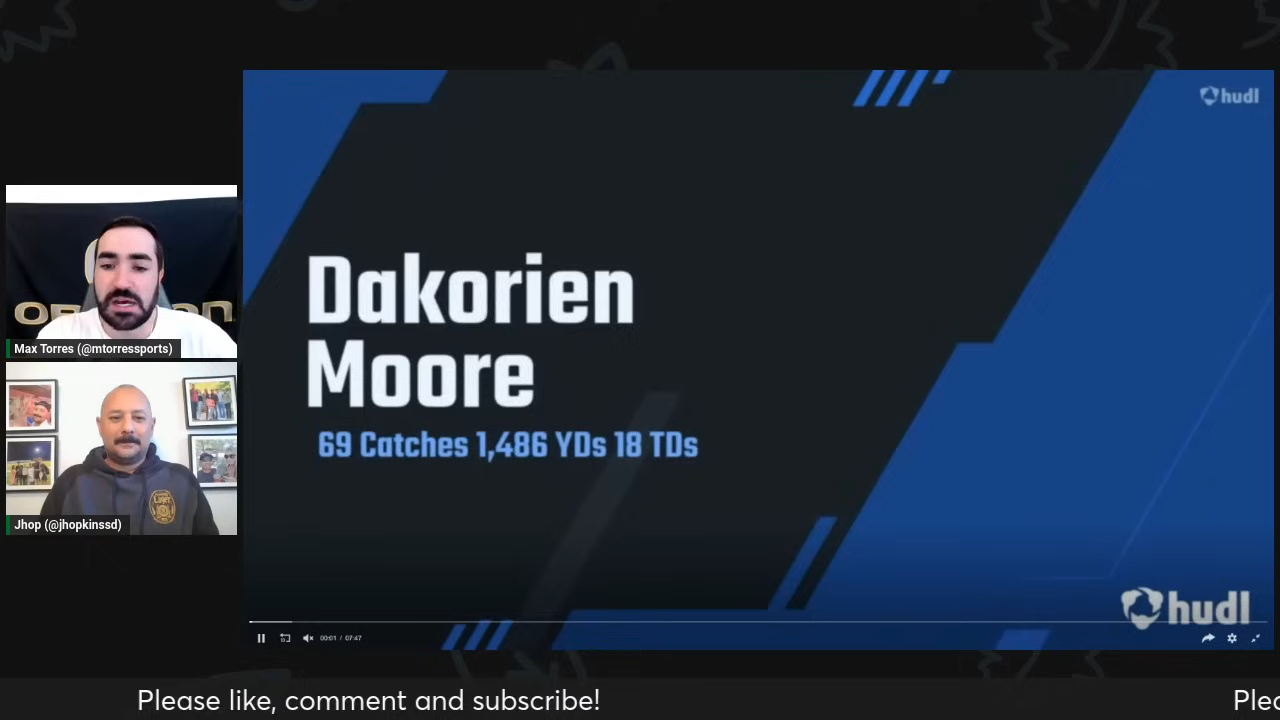 hudl
Dakorien
Moore
69 Catches 1,486 YDs 18 TDs
Max Torres (@mtorressports)
Jhop (@jhopkinssd)
hudl
00:01 / 07:47
Please like, comment and subscribe!
Plea